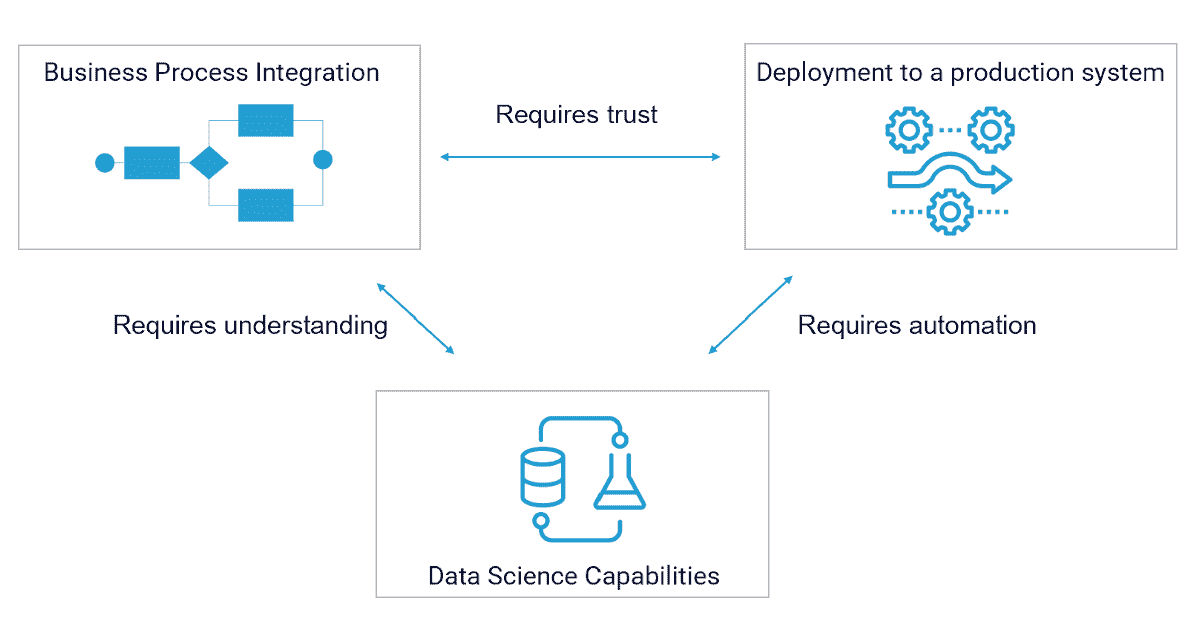 Business Process Integration
Deployment to a production system
Requires trust
Requires understanding
Requires automation
Data Science Capabilities